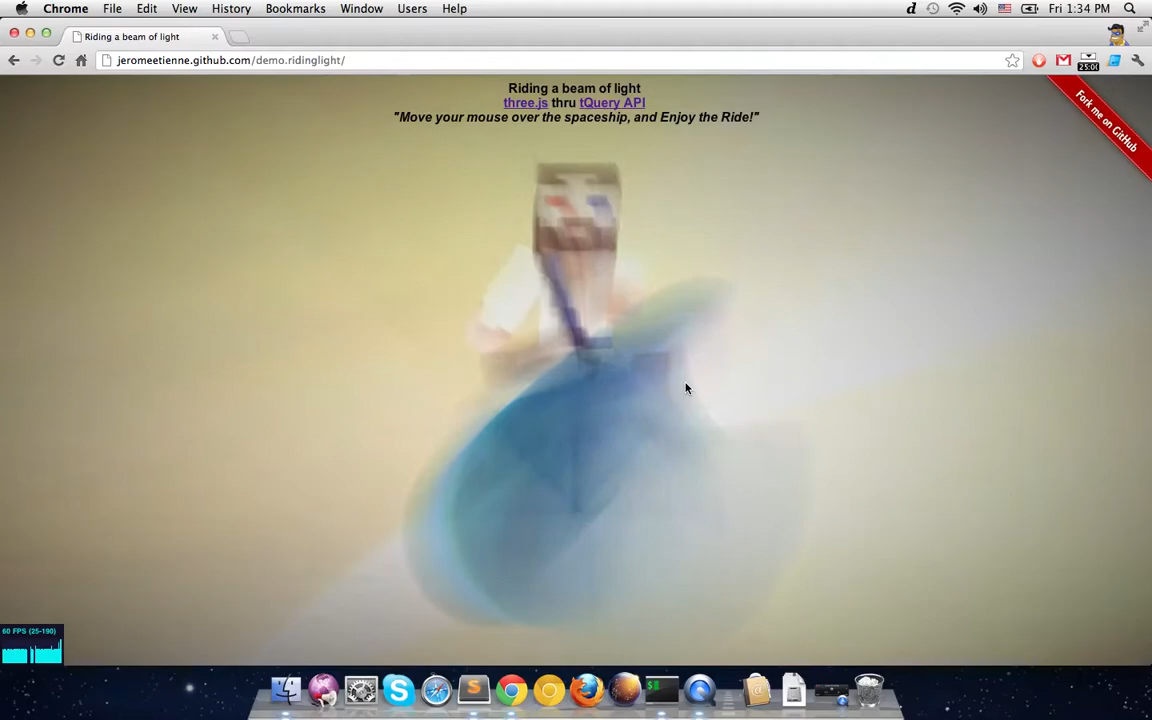 Chrome File Edit View History Bookmarks Window Users Help Fri 1:34 PM
Riding a beam of light
jeromeetienne.github.com/demo.ridinglight/
25:00
Riding a beam of light
three.js thru tQuery API
"Move your mouse over the spaceship, and Enjoy the Ride!"
Fork me on GitHub
60 FPS (25-190)